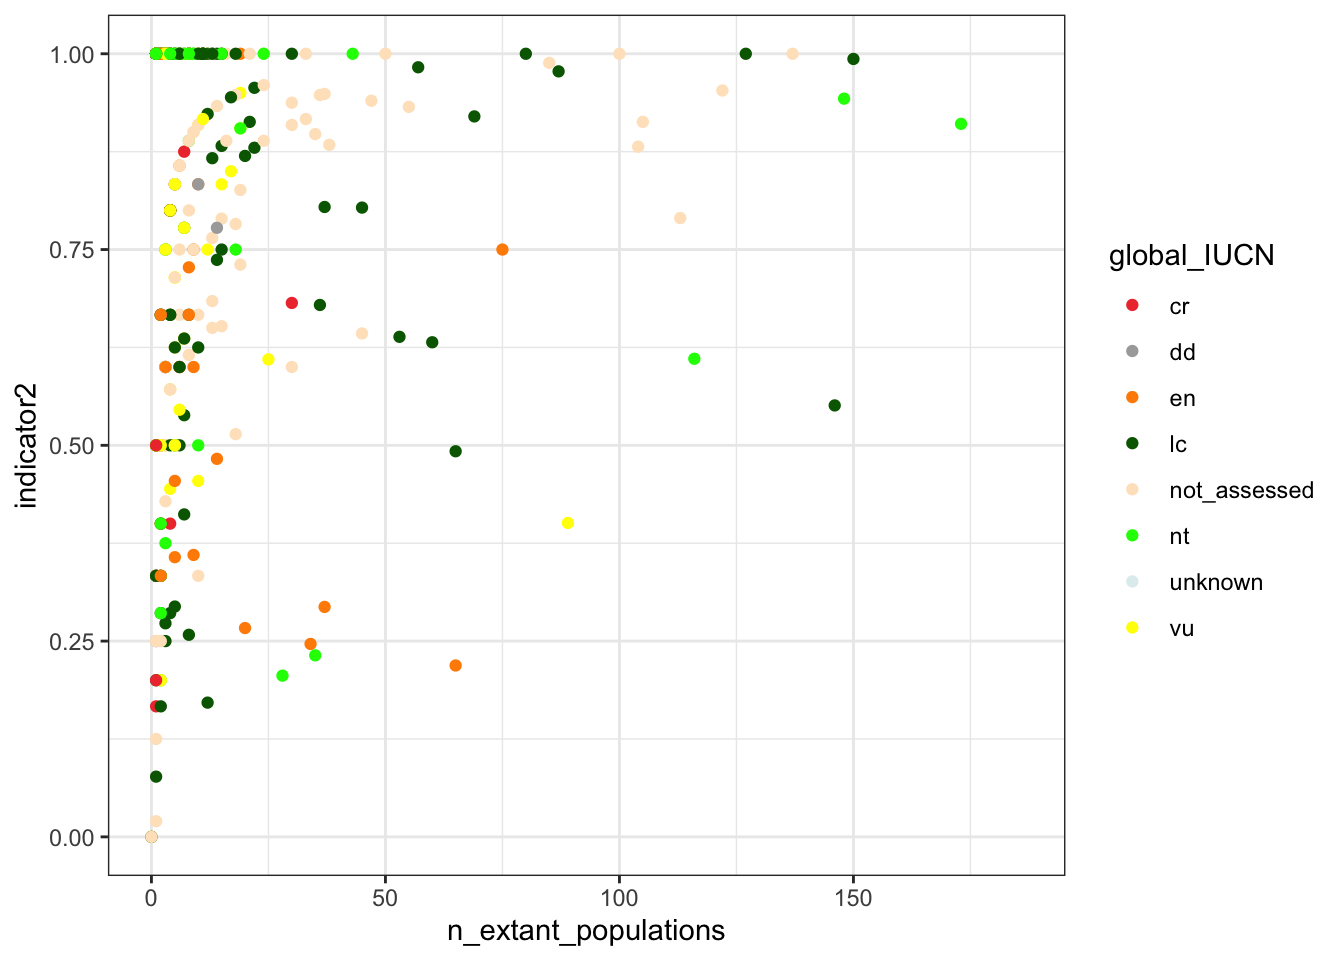 1.00
0.75
0.50
0.25
0.00
indicator2
0 50 100 150
n_extant_populations
global_IUCN
cr
dd
en
lc
not_assessed
nt
unknown
vu